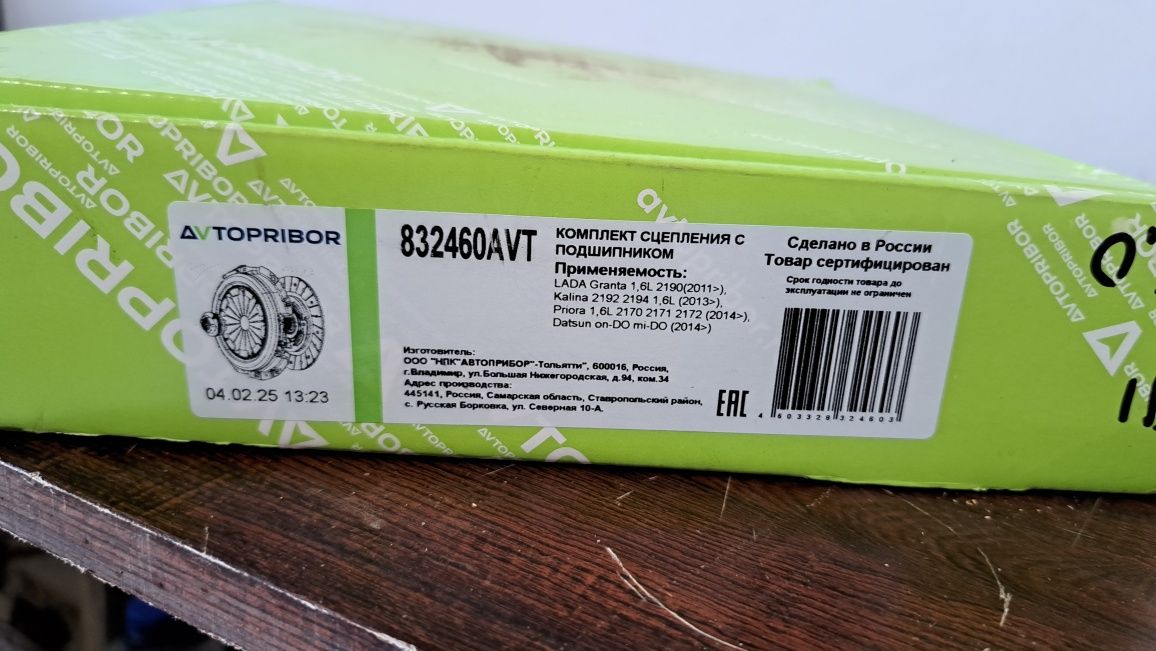 AVTOPRIBOR
04.02.25 13:23
832460AVT
КОМПЛЕКТ СЦЕПЛЕНИЯ С
ПОДШИПНИКОМ
Применяемость:
LADA Granta 1,6L 2190(2011>),
Kalina 2192 2194 1,6L (2013>),
Priora 1,6L 2170 2171 2172 (2014>),
Datsun on-DO mi-DO (2014>)
Сделано в России
Товар сертифицирован
Срок годности товара до
эксплуатации не ограничен
Изготовитель:
ООО "НПК"АВТОПРИБОР"-Тольятти", 600016, Россия,
г.Владимир, ул.Большая Нижегородская, д.94, ком.34
Адрес производства:
445141, Россия, Самарская область, Ставропольский район,
с. Русская Борковка, ул. Северная 10-А.
EAC
4 603328 324603
AVTOPRIBOR
AVTOPRIBOR
AVTOPRIBOR